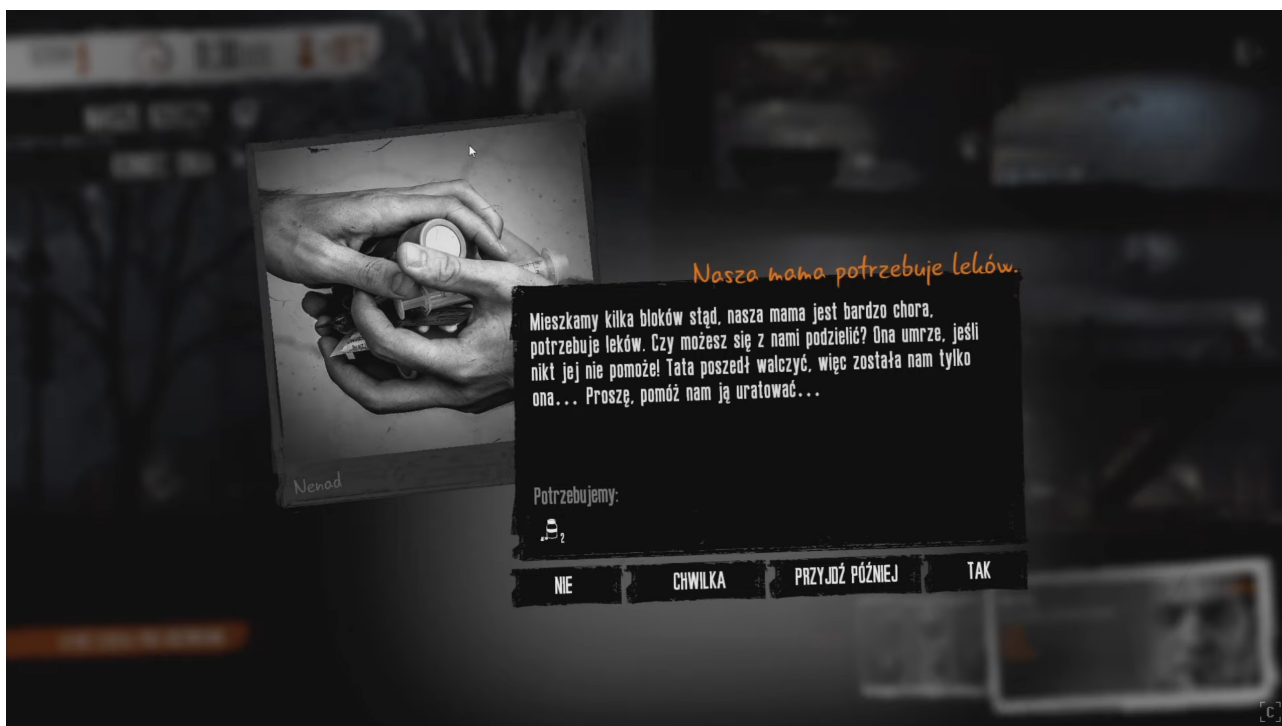 Nasza mama potrzebuje leków.
Mieszkamy kilka bloków stąd, nasza mama jest bardzo chora,
potrzebuje leków. Czy możesz się z nami podzielić? Ona umrze, jeśli
nikt jej nie pomoże! Tata poszedł walczyć, więc została nam tylko
ona... Proszę, pomóż nam ją uratować...
Nenad
Potrzebujemy:
2
NIE
CHWILKA
PRZYJDŹ PÓŹNIEJ
TAK
[C]